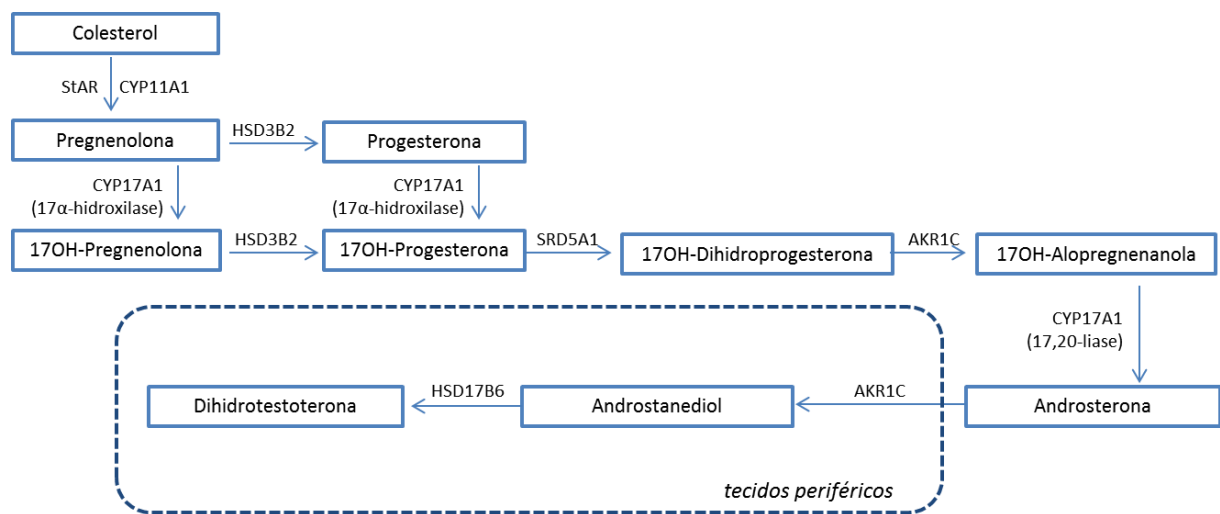 Colesterol
StAR CYP11A1
Pregnenolona HSD3B2 Progesterona
CYP17A1 CYP17A1
(17α-hidroxilase) (17α-hidroxilase)
17OH-Pregnenolona HSD3B2 17OH-Progesterona SRD5A1 17OH-Dihidroprogesterona AKR1C 17OH-Alopregnenanola
CYP17A1
(17,20-liase)
Dihidrotestoterona HSD17B6 Androstanediol AKR1C Androsterona
tecidos periféricos